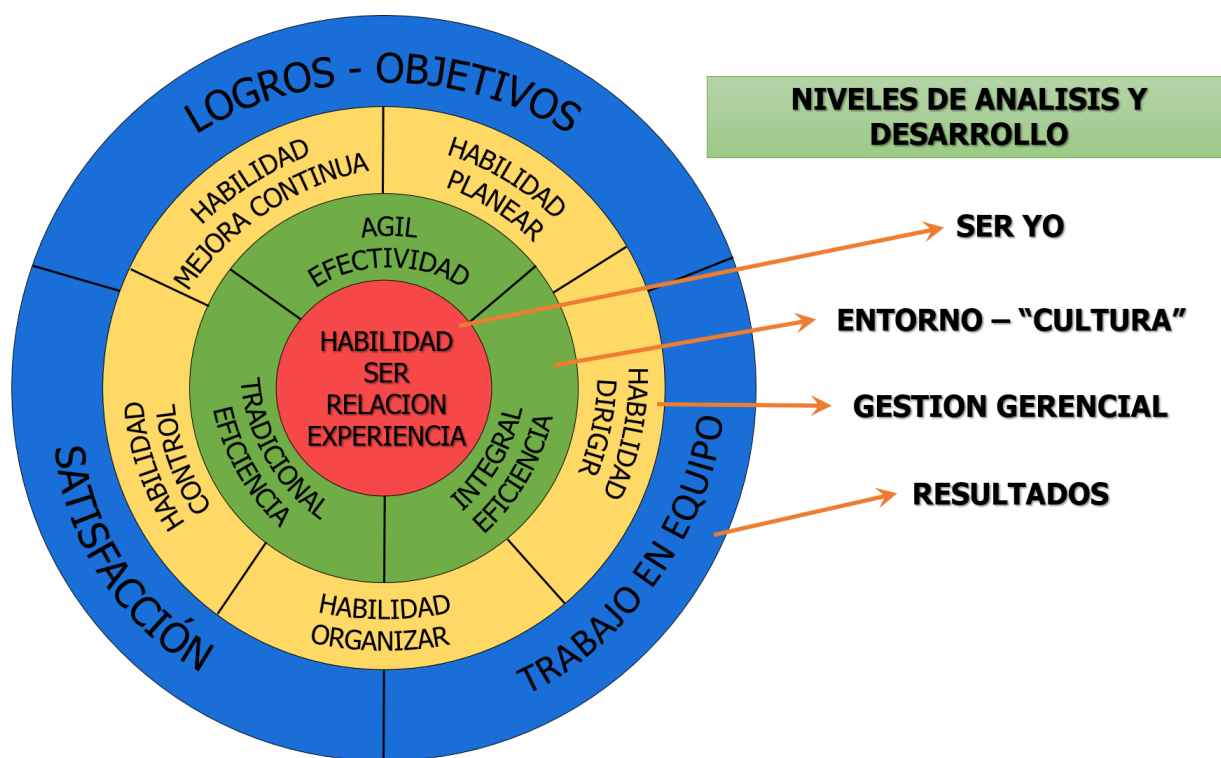 LOGROS - OBJETIVOS
NIVELES DE ANALISIS Y
DESARROLLO
HABILIDAD
MEJORA CONTINUA
HABILIDAD
PLANEAR
AGIL
EFECTIVIDAD
SER YO
HABILIDAD
SER
RELACION
EXPERIENCIA
ENTORNO – “CULTURA”
TRADICIONAL
EFICIENCIA
INTEGRAL
EFICIENCIA
HABILIDAD
DIRIGIR
GESTION GERENCIAL
HABILIDAD
CONTROL
SATISFACCIÓN
TRABAJO EN EQUIPO
RESULTADOS
HABILIDAD
ORGANIZAR